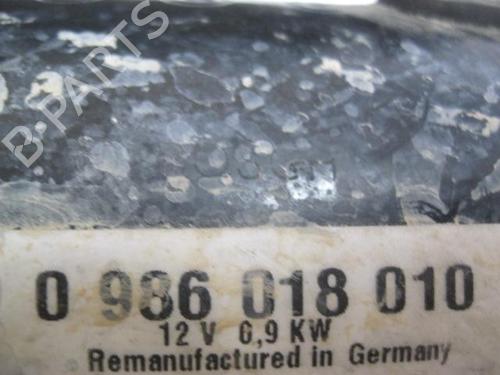 B-PARTS
0 986 018 010
12 V 0,9 KW
Remanufactured in Germany